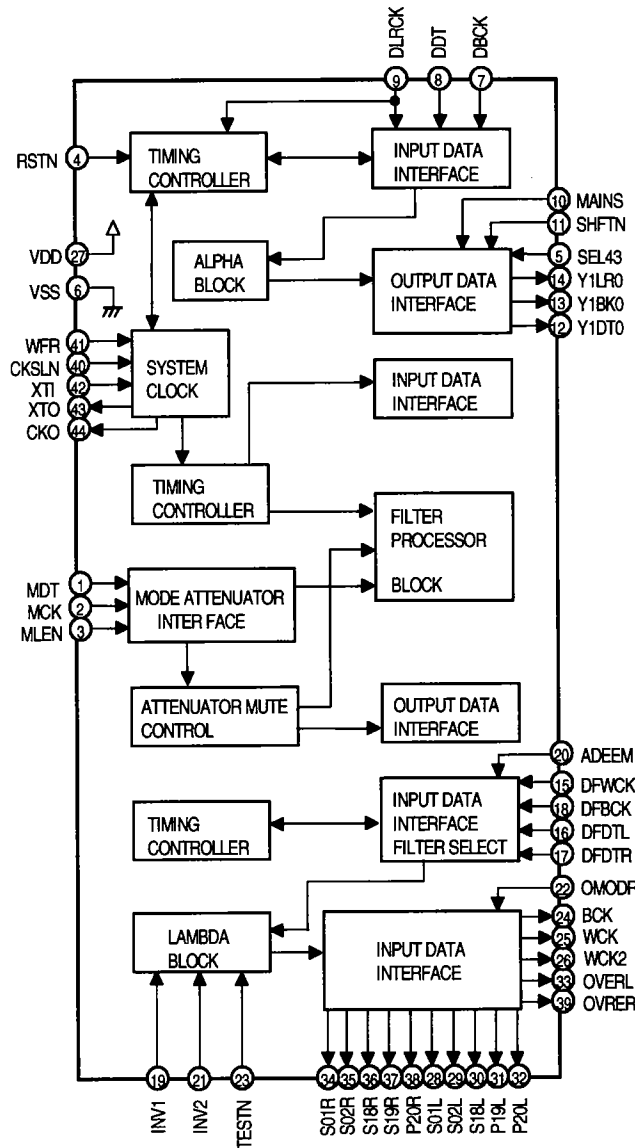 DLRCK
DDT
DBCK
9
8
7
RSTN
4
TIMING
CONTROLLER
INPUT DATA
INTERFACE
10
MAINS
11
SHFTN
VDD
27
ALPHA
BLOCK
OUTPUT DATA
INTERFACE
5
SEL43
14
Y1LR0
13
Y1BK0
12
Y1DT0
VSS
6
WFR
41
CKSLN
40
XTI
42
XTO
43
CKO
44
SYSTEM
CLOCK
INPUT DATA
INTERFACE
TIMING
CONTROLLER
FILTER
PROCESSOR
BLOCK
MDT
1
MCK
2
MLEN
3
MODE ATTENUATOR
INTER FACE
ATTENUATOR MUTE
CONTROL
OUTPUT DATA
INTERFACE
20
ADEEM
15
DFWCK
18
DFBCK
16
DFDTL
17
DFDTR
TIMING
CONTROLLER
INPUT DATA
INTERFACE
FILTER SELECT
22
OMODR
LAMBDA
BLOCK
INPUT DATA
INTERFACE
24
BCK
25
WCK
26
WCK2
33
OVERL
39
OVRER
19
21
23
34
35
36
37
38
28
29
30
31
32
INV1
INV2
TESTN
S01R
S02R
S18R
S19R
P20R
S01L
S02L
S18L
P19L
P20L